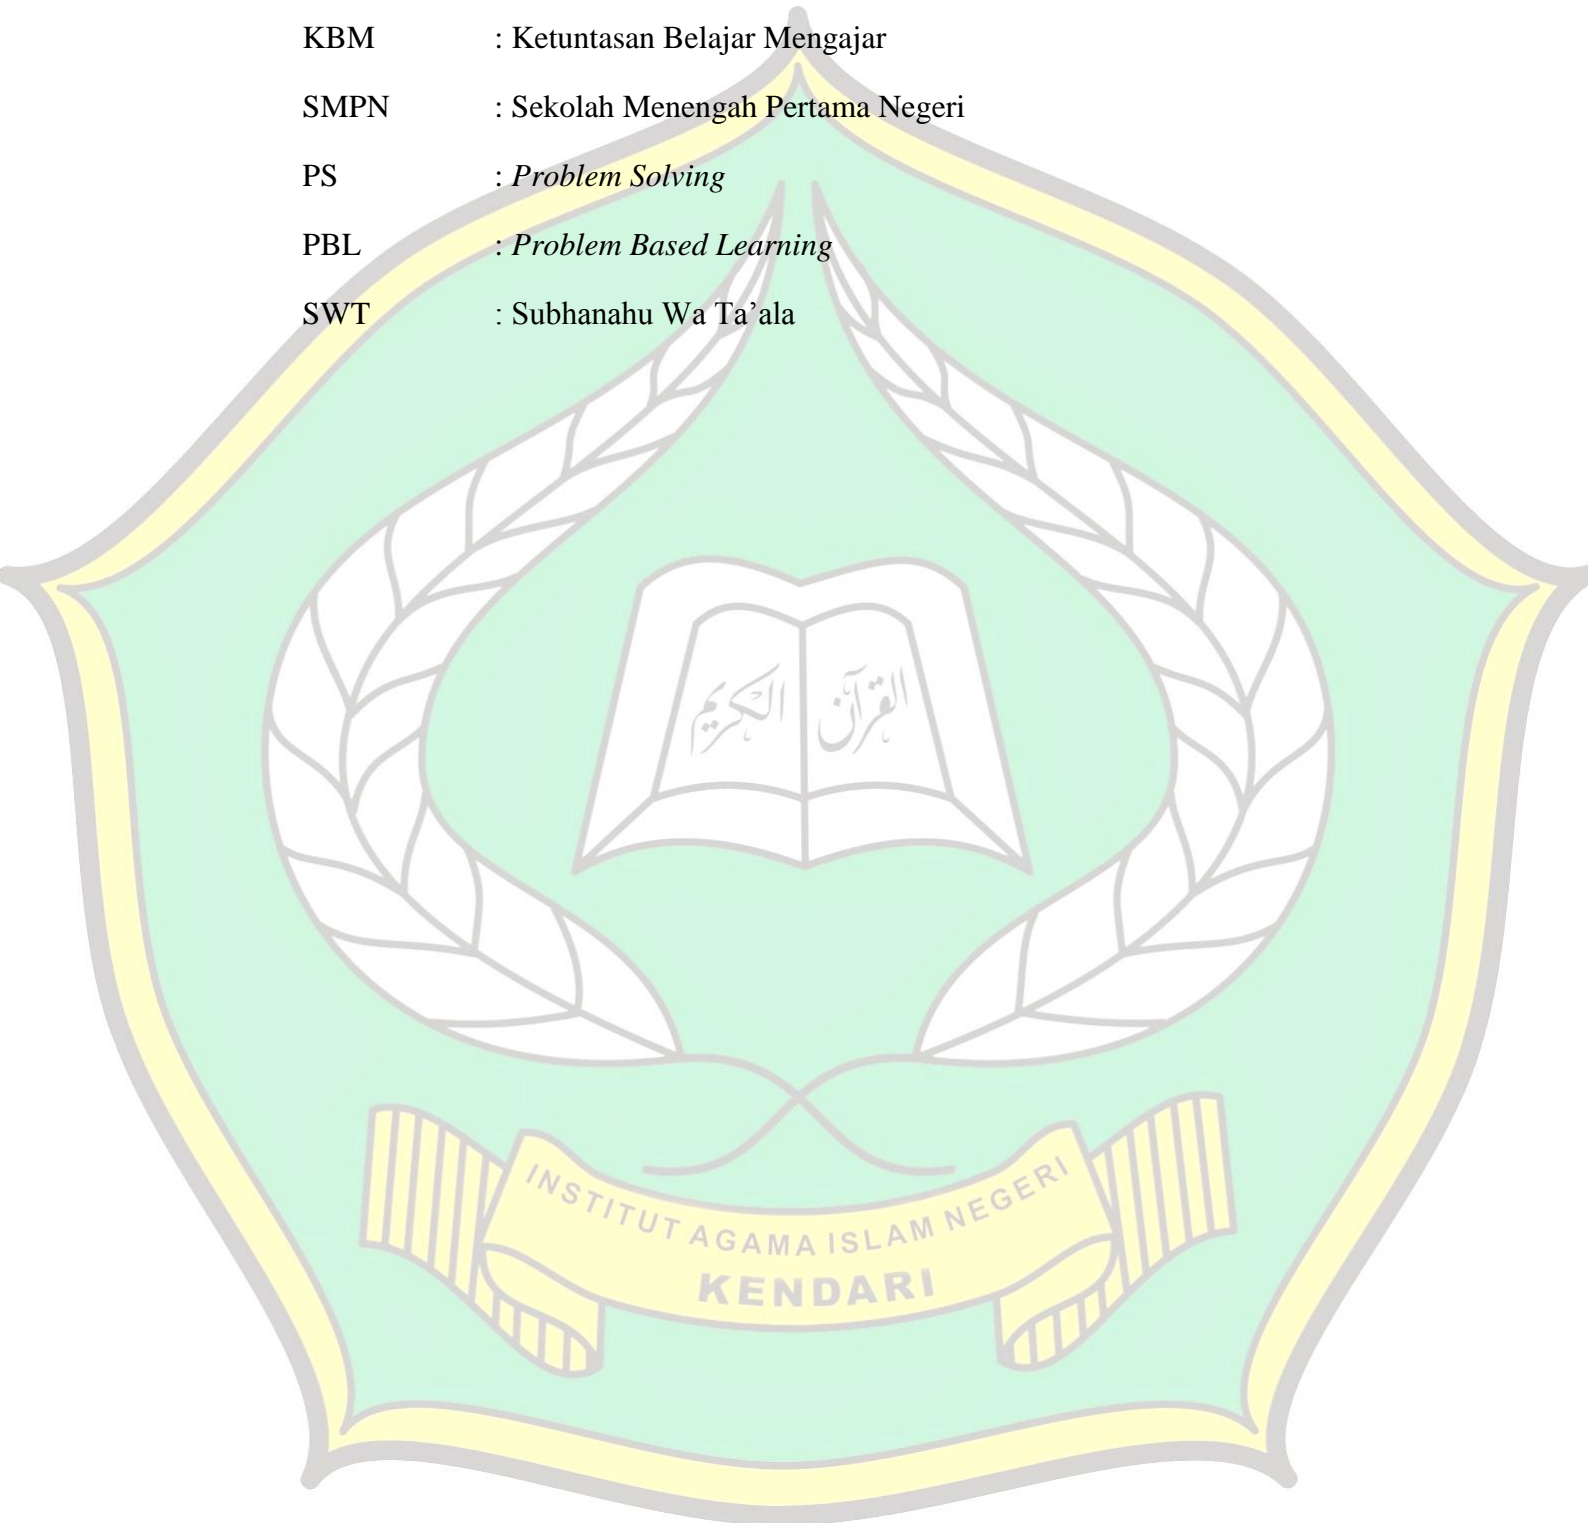 KBM : Ketuntasan Belajar Mengajar
SMPN : Sekolah Menengah Pertama Negeri
PS : Problem Solving
PBL : Problem Based Learning
SWT : Subhanahu Wa Ta’ala
القرآن الكريم
INSTITUT AGAMA ISLAM NEGERI
KENDARI